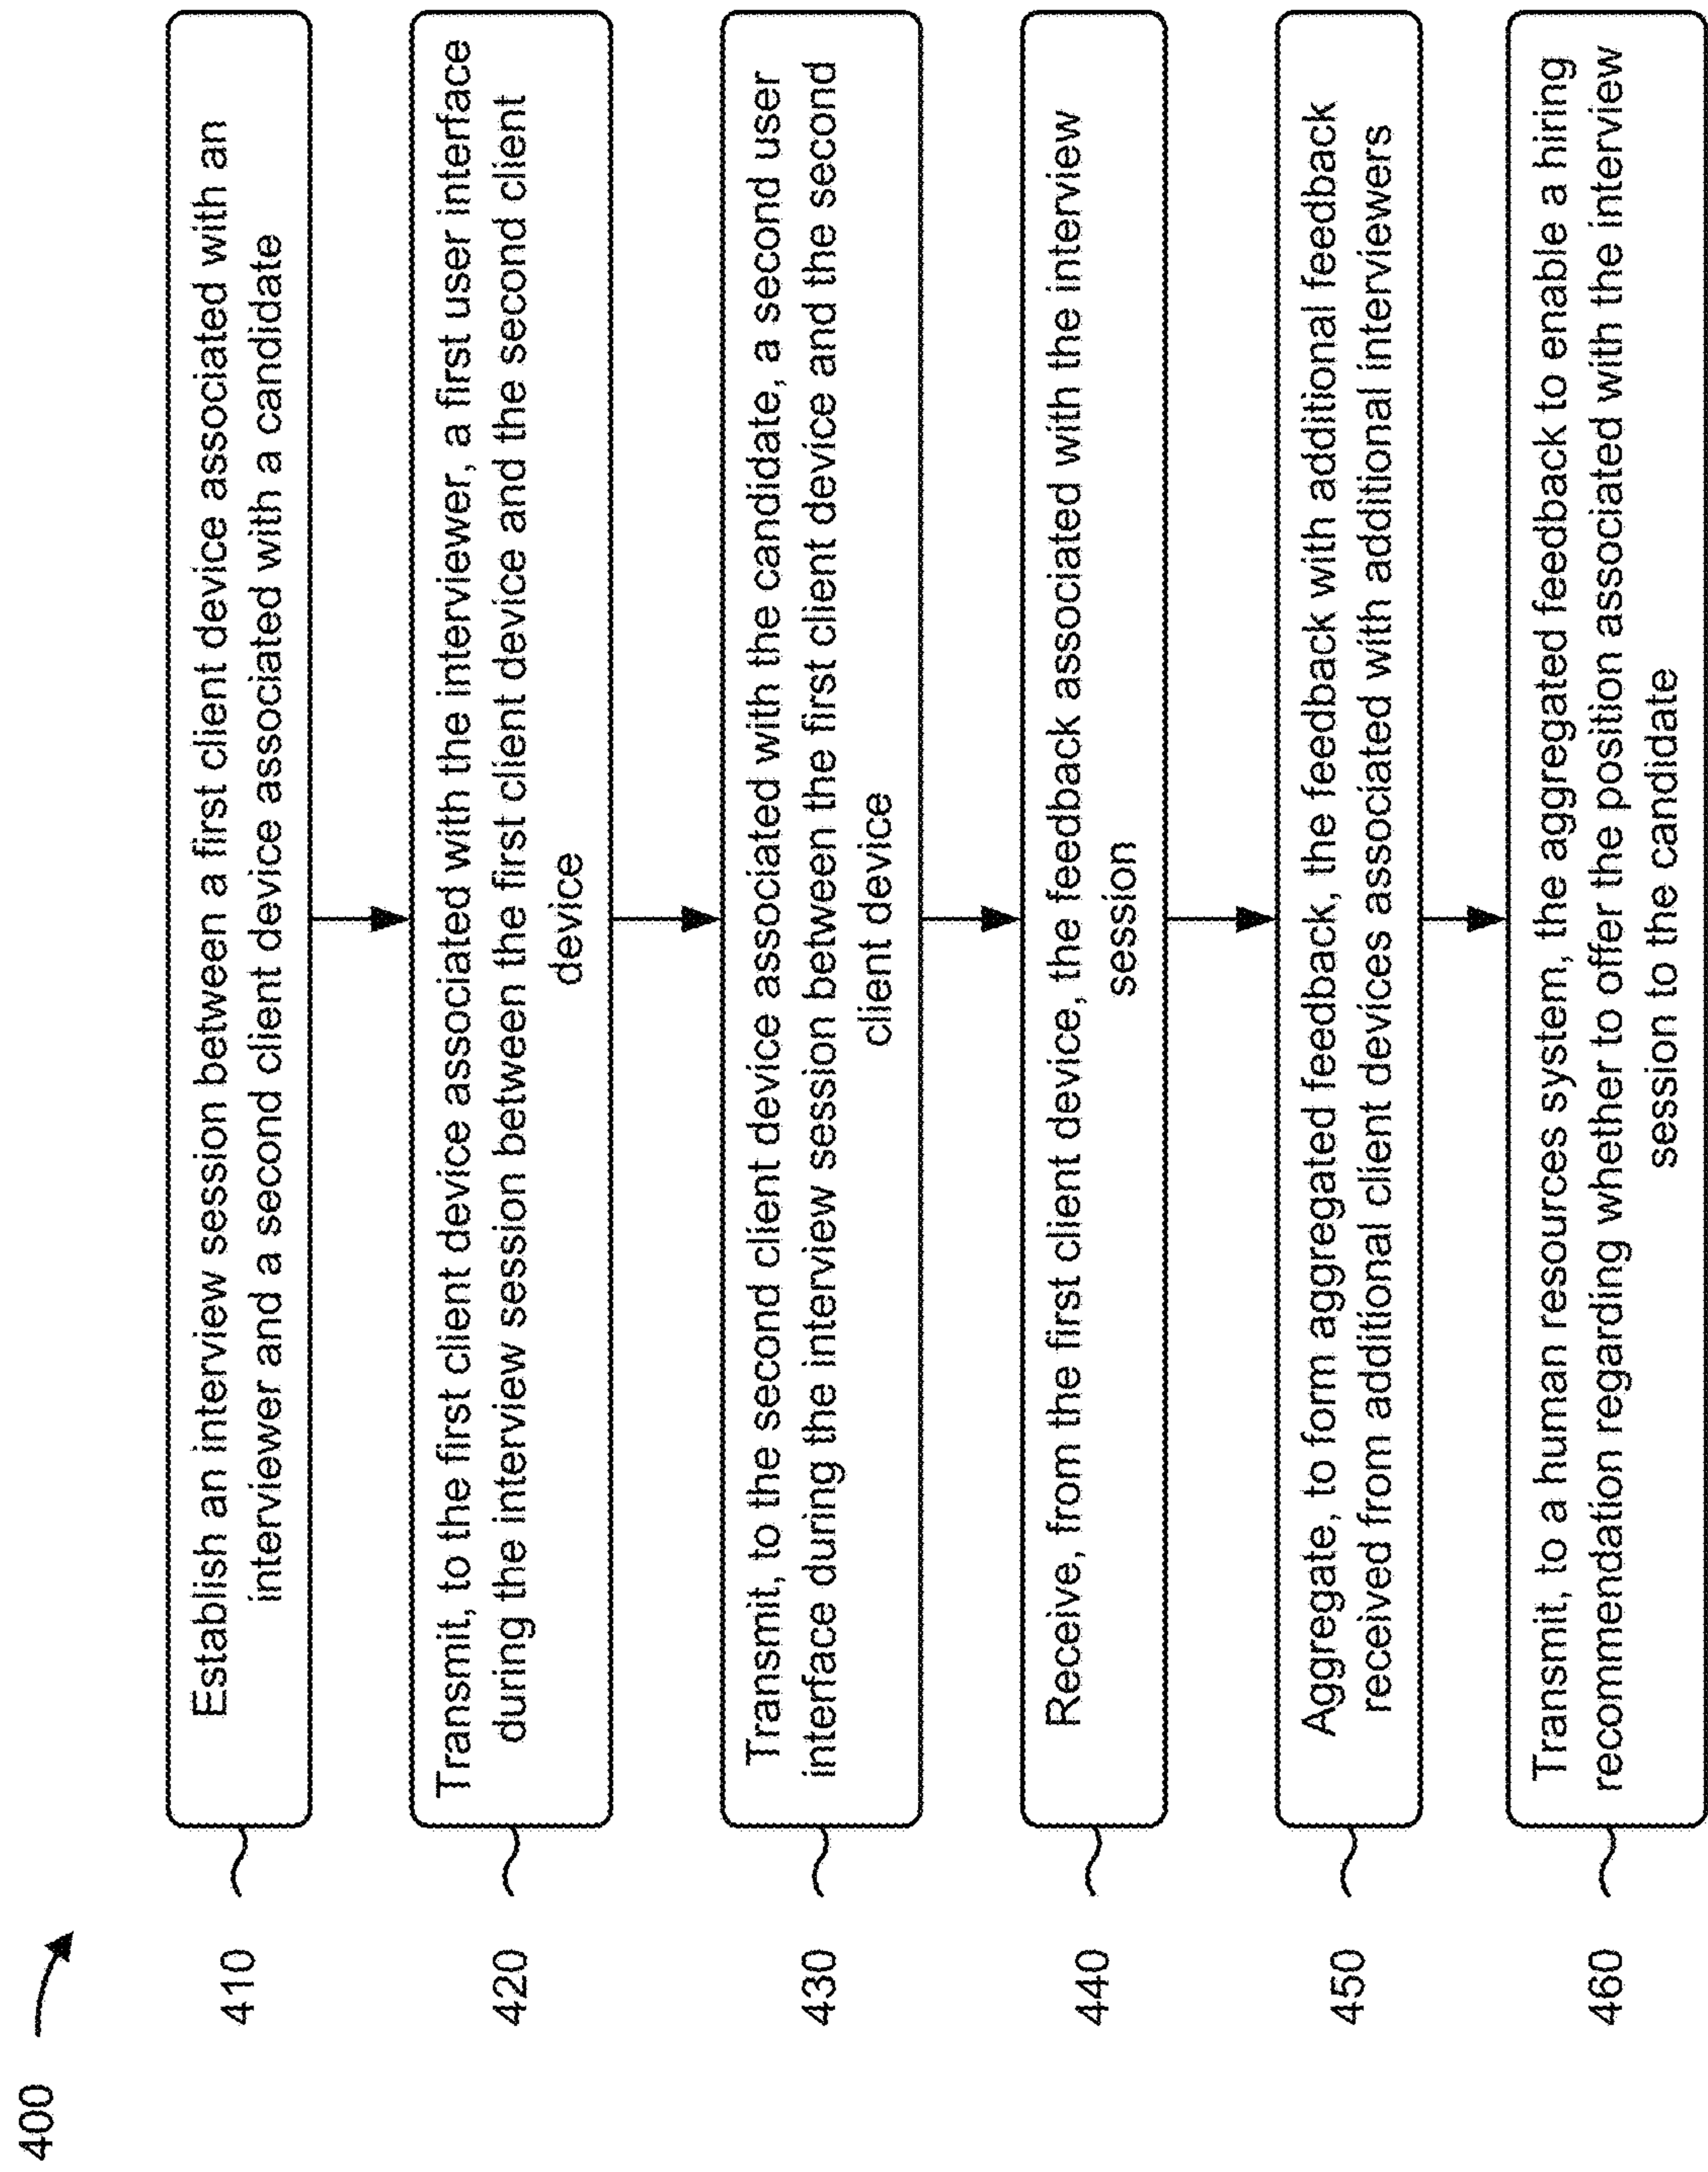 400
410
Establish an interview session between a first client device associated with an
interviewer and a second client device associated with a candidate
420
Transmit, to the first client device associated with the interviewer, a first user interface
during the interview session between the first client device and the second client
device
430
Transmit, to the second client device associated with the candidate, a second user
interface during the interview session between the first client device and the second
client device
440
Receive, from the first client device, the feedback associated with the interview
session
450
Aggregate, to form aggregated feedback, the feedback with additional feedback
received from additional client devices associated with additional interviewers
460
Transmit, to a human resources system, the aggregated feedback to enable a hiring
recommendation regarding whether to offer the position associated with the interview
session to the candidate